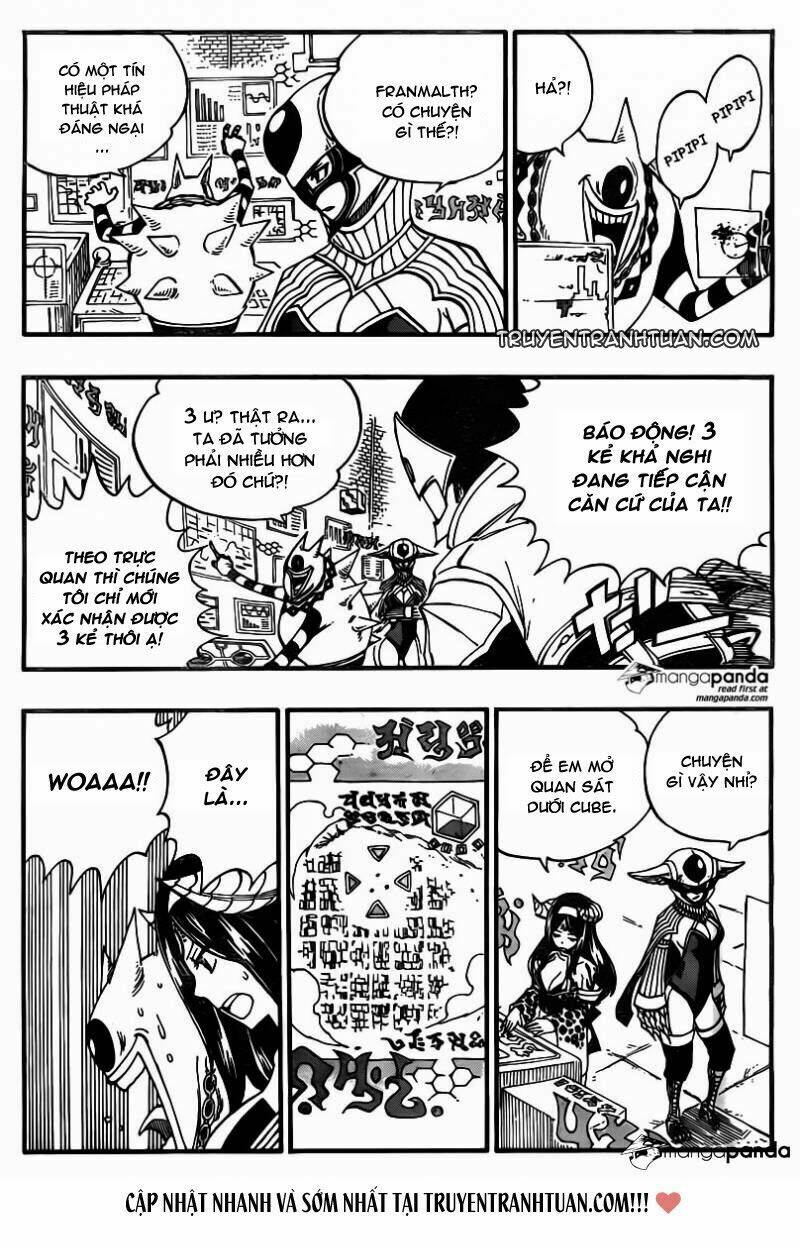 HẢ?!
PIPIPI
PIPIPI
FRANMALTH?
CÓ CHUYỆN
GÌ THẾ?!
CÓ MỘT TÍN
HIỆU PHÁP
THUẬT KHÁ
ĐÁNG NGẠI
...
TRUYENTRANHTUAN.COM
BÁO ĐỘNG! 3
KẺ KHẢ NGHI
ĐANG TIẾP CẬN
CĂN CỨ CỦA TA!!
3 Ư? THẬT RA...
TA ĐÃ TƯỞNG
PHẢI NHIỀU HƠN
ĐÓ CHỨ?!
THEO TRỰC
QUAN THÌ CHÚNG
TÔI CHỈ MỚI
XÁC NHẬN ĐƯỢC
3 KẺ THÔI Ạ!
mangapanda
read first at
mangapanda.com
CHUYỆN
GÌ VẬY NHỈ?
ĐỂ EM MỞ
QUAN SÁT
DƯỚI CUBE.
ĐÂY
LÀ...
WOAAA!!
mangapanda
CẬP NHẬT NHANH VÀ SỚM NHẤT TẠI TRUYENTRANHTUAN.COM!!!